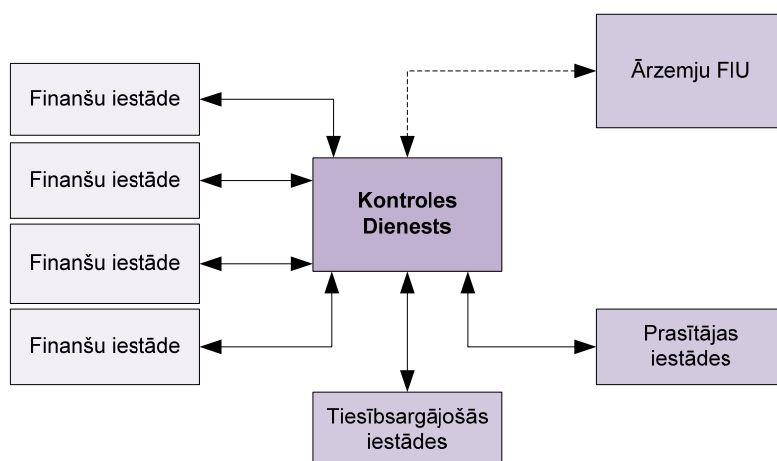 Ārzemju FIU
Finanšu iestāde
Finanšu iestāde
Kontroles
Dienests
Finanšu iestāde
Finanšu iestāde
Prasītājas
iestādes
Tiesībsargājošās
iestādes